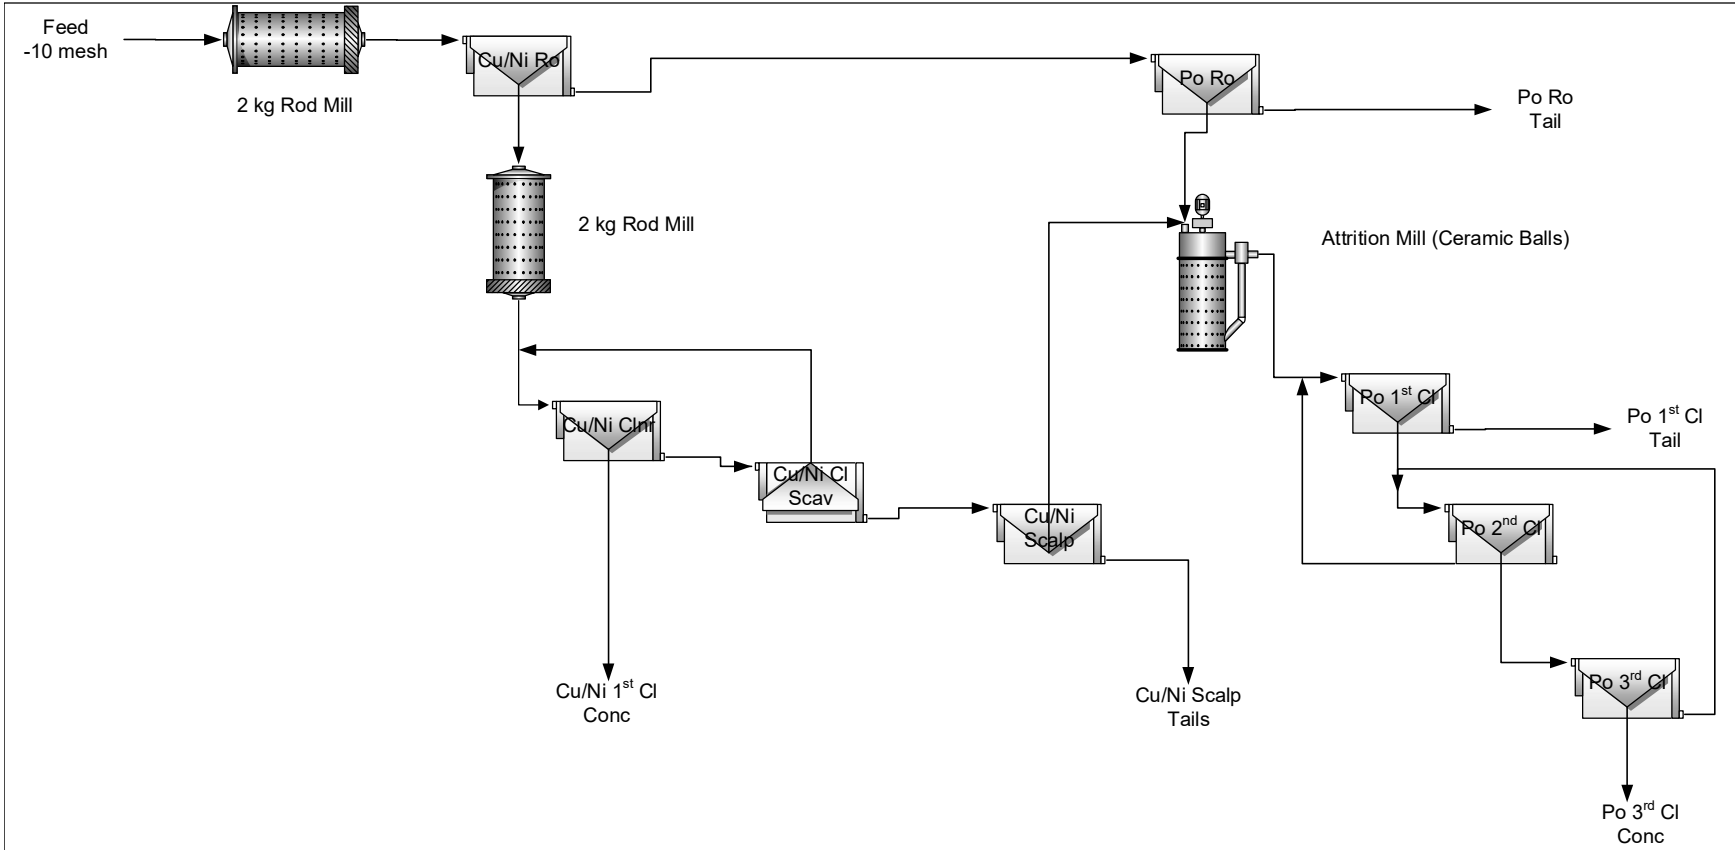 Feed
-10 mesh
2 kg Rod Mill
Cu/Ni Ro
Po Ro
Po Ro
Tail
2 kg Rod Mill
Attrition Mill (Ceramic Balls)
Cu/Ni Clnr
Cu/Ni Cl
Scav
Cu/Ni
Scalp
Po 1st Cl
Po 1st Cl
Tail
Po 2nd Cl
Po 3rd Cl
Cu/Ni 1st Cl
Conc
Cu/Ni Scalp
Tails
Po 3rd Cl
Conc